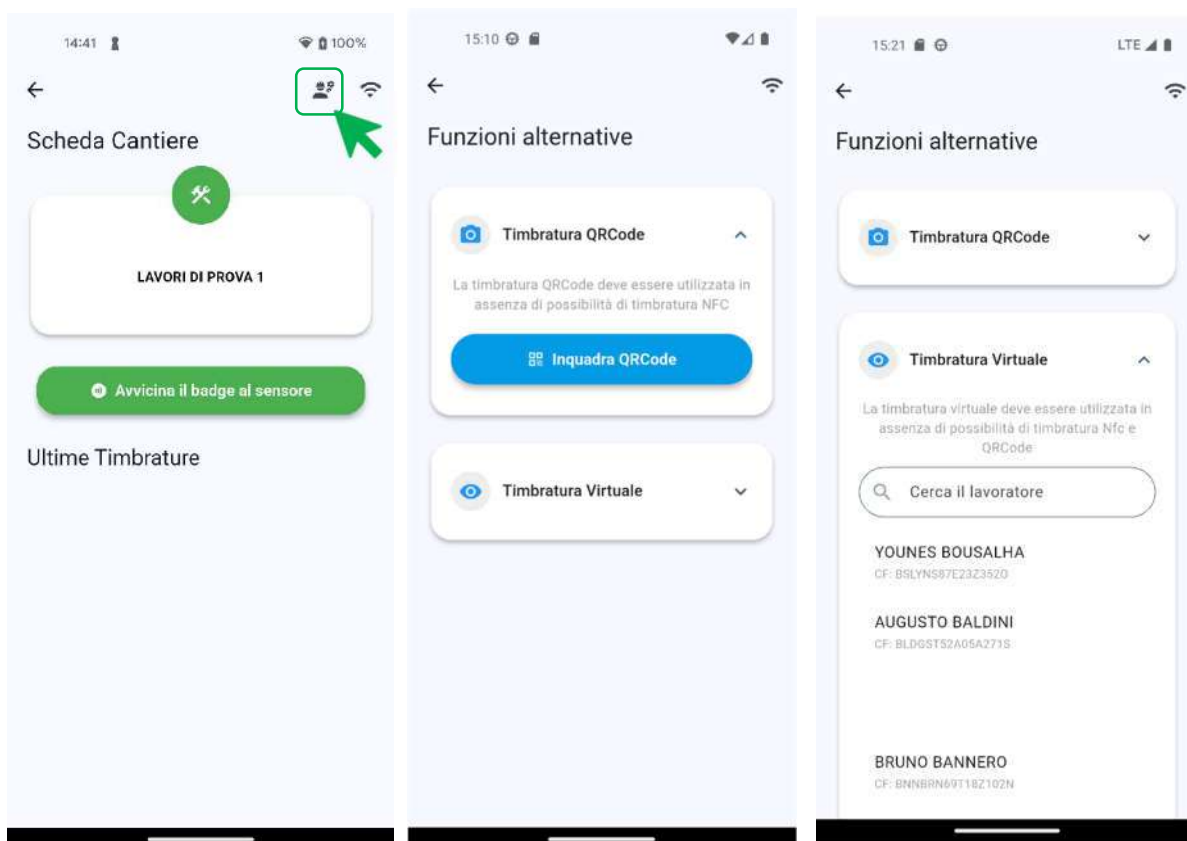 14:41
100%
Scheda Cantiere
LAVORI DI PROVA 1
Avvicina il badge al sensore
Ultime Timbrature
15:10
Funzioni alternative
Timbratura QRCode
La timbratura QRCode deve essere utilizzata in
assenza di possibilità di timbratura NFC
Inquadra QRCode
Timbratura Virtuale
15:21
LTE
Funzioni alternative
Timbratura QRCode
Timbratura Virtuale
La timbratura virtuale deve essere utilizzata in
assenza di possibilità di timbratura Nfc e
QRCode
Cerca il lavoratore
YOUNES BOUSALHA
CF: BSLYNS87E23Z352O
AUGUSTO BALDINI
CF: BLDGST52A05A271S
BRUNO BANNERO
CF: BNNBRN69T18Z102N